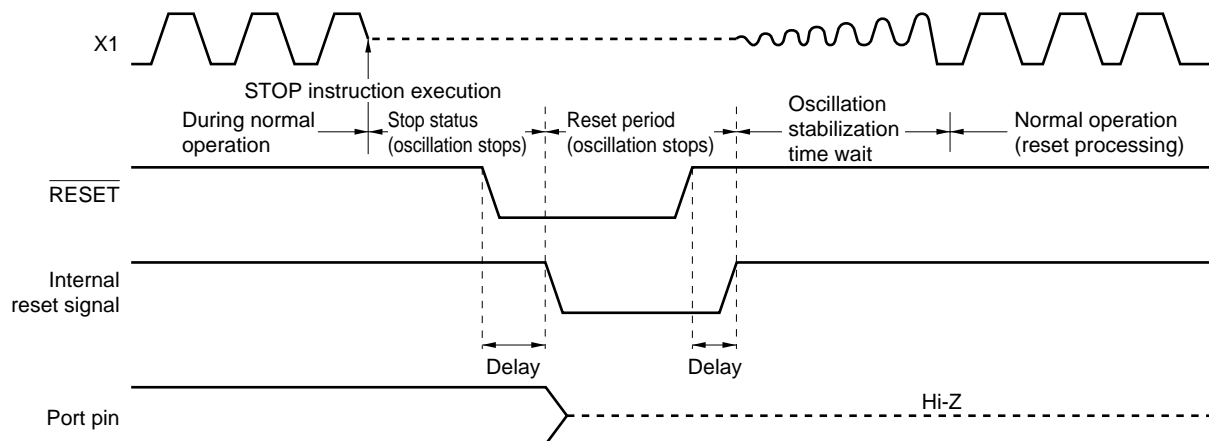 X1
STOP instruction execution
During normal
operation
Stop status
(oscillation stops)
Reset period
(oscillation stops)
Oscillation
stabilization
time wait
Normal operation
(reset processing)
RESET
Internal
reset signal
Delay
Delay
Hi-Z
Port pin